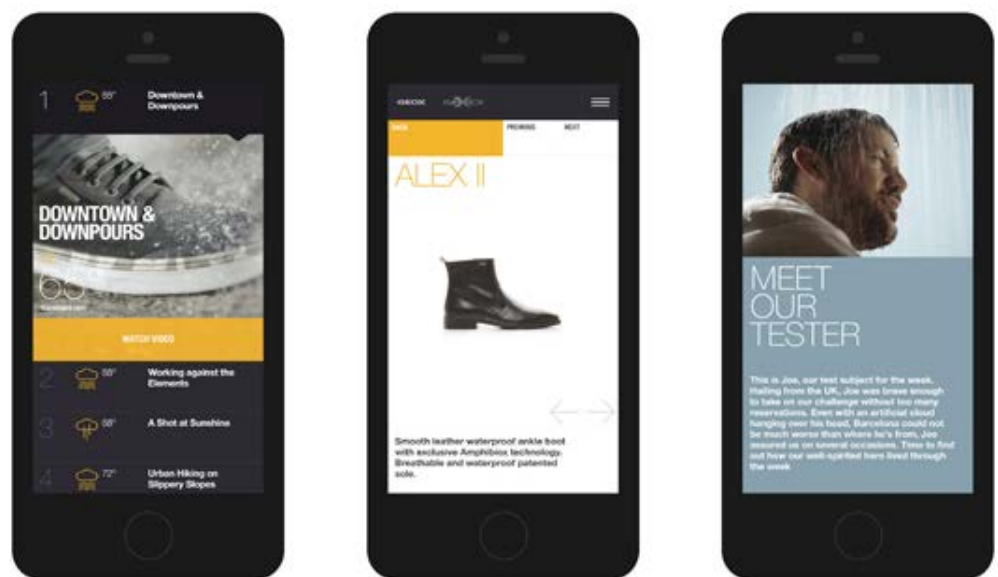 1
Downtown &
Downpours
DOWNTOWN &
DOWNPOURS
WATCH VIDEO
2
58°
Working against the
Elements
3
68°
A Shot at Sunshine
4
72°
Urban Hiking on
Slippery Slopes
GEOX
BACK
PREVIOUS
NEXT
ALEX II
Smooth leather waterproof ankle boot
with exclusive Amphibiox technology.
Breathable and waterproof patented
sole.
MEET
OUR
TESTER
This is Joe, our test subject for the week.
Hailing from the UK, Joe was brave enough
to take on our challenge without too many
reservations. Even with an artificial cloud
hanging over his head, Barcelona could not
be much worse than where he's from, Joe
assured us on several occasions. Time to find
out how our well-spirited hero lived through
the week